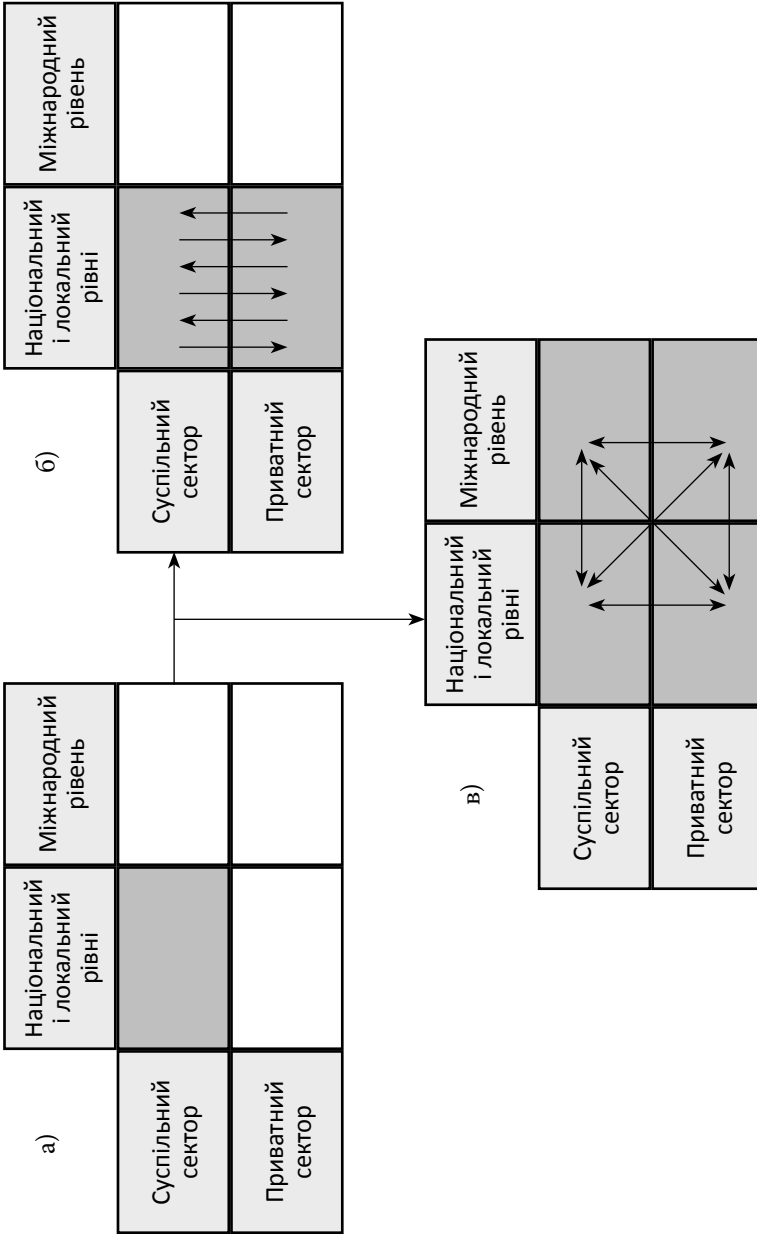 а)
Національний
і локальний
рівні
Міжнародний
рівень
Суспільний
сектор
Приватний
сектор
б)
Національний
і локальний
рівні
Міжнародний
рівень
Суспільний
сектор
Приватний
сектор
в)
Національний
і локальний
рівні
Міжнародний
рівень
Суспільний
сектор
Приватний
сектор